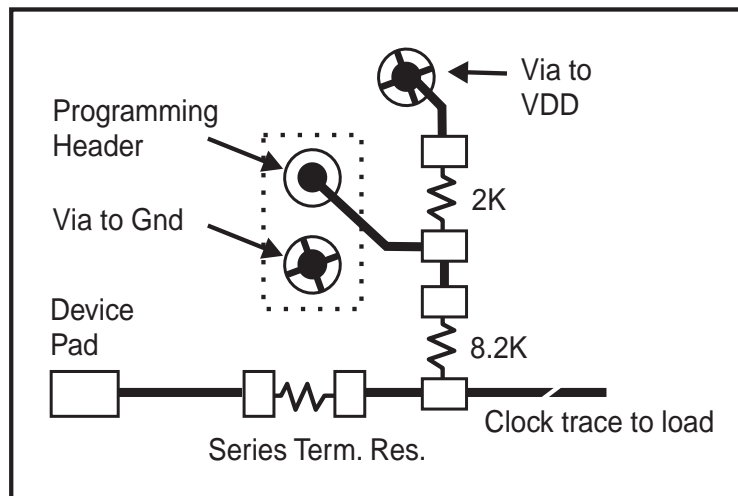 Via to
VDD
Programming
Header
2K
Via to Gnd
Device
Pad
8.2K
Clock trace to load
Series Term. Res.